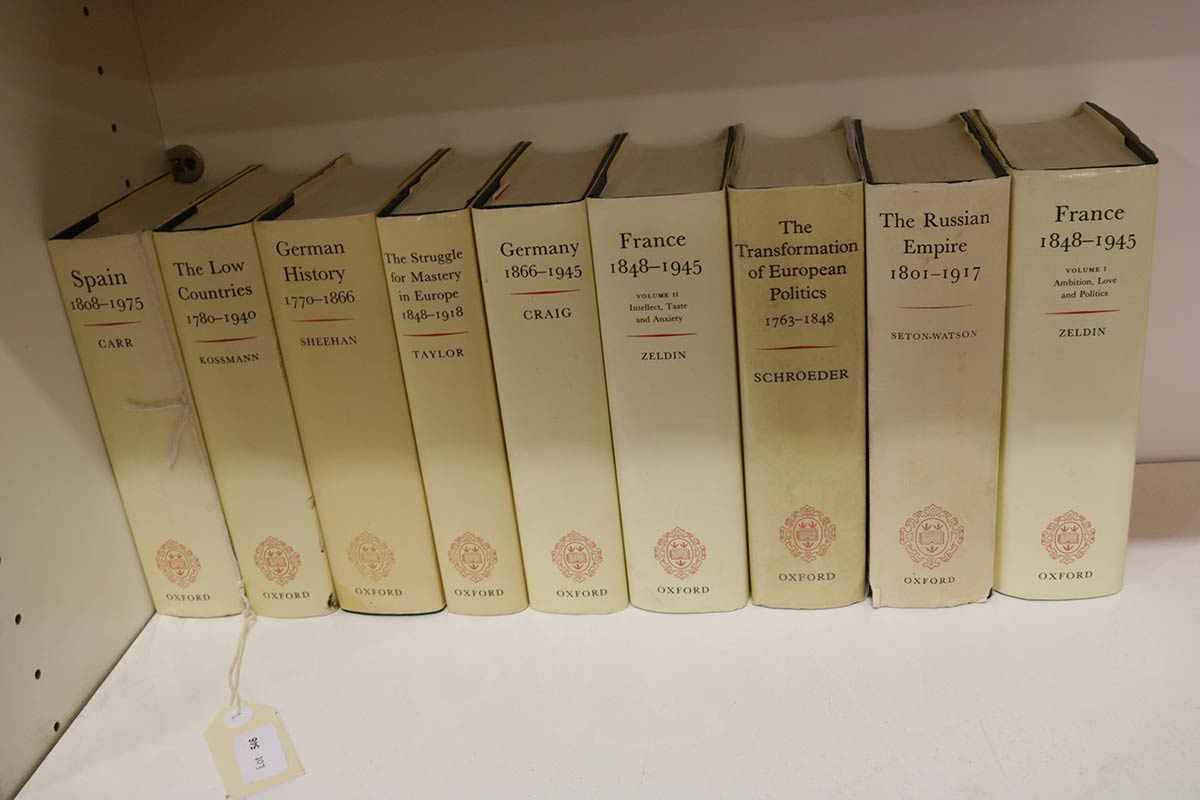 Spain
1808–1975
CARR
OXFORD
The Low
Countries
1780–1940
KOSSMANN
OXFORD
German
History
1770–1866
SHEEHAN
OXFORD
The Struggle
for Mastery
in Europe
1848–1918
TAYLOR
OXFORD
Germany
1866–1945
CRAIG
OXFORD
France
1848–1945
VOLUME II
Intellect, Taste
and Anxiety
ZELDIN
OXFORD
The
Transformation
of European
Politics
1763–1848
SCHROEDER
OXFORD
The Russian
Empire
1801–1917
SETON-WATSON
OXFORD
France
1848–1945
VOLUME I
Ambition, Love
and Politics
ZELDIN
OXFORD
LOT 546